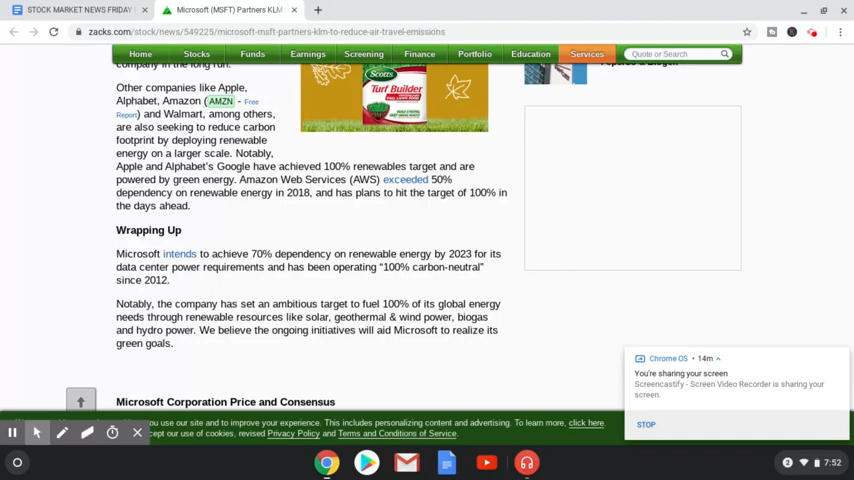 STOCK MARKET NEWS FRIDAY
Microsoft (MSFT) Partners KLM
zacks.com/stock/news/549225/microsoft-msft-partners-klm-to-reduce-air-travel-emissions
Home Stocks Funds Earnings Screening Finance Portfolio Education Services Quote or Search
company in the long run.
Scotts
Turf Builder
Other companies like Apple,
Alphabet, Amazon (AMZN - Free
Report) and Walmart, among others,
are also seeking to reduce carbon
footprint by deploying renewable
energy on a larger scale. Notably,
Apple and Alphabet's Google have achieved 100% renewables target and are
powered by green energy. Amazon Web Services (AWS) exceeded 50%
dependency on renewable energy in 2018, and has plans to hit the target of 100% in
the days ahead.
Wrapping Up
Microsoft intends to achieve 70% dependency on renewable energy by 2023 for its
data center power requirements and has been operating “100% carbon-neutral”
since 2012.
Notably, the company has set an ambitious target to fuel 100% of its global energy
needs through renewable resources like solar, geothermal & wind power, biogas
and hydro power. We believe the ongoing initiatives will aid Microsoft to realize its
green goals.
Chrome OS • 14m
You're sharing your screen
Screencastify - Screen Video Recorder is sharing your
screen.
STOP
Microsoft Corporation Price and Consensus
you use our site and to improve your experience. This includes personalizing content and advertising. To learn more, click here.
cept our use of cookies, revised Privacy Policy and Terms and Conditions of Service.
2 7:52